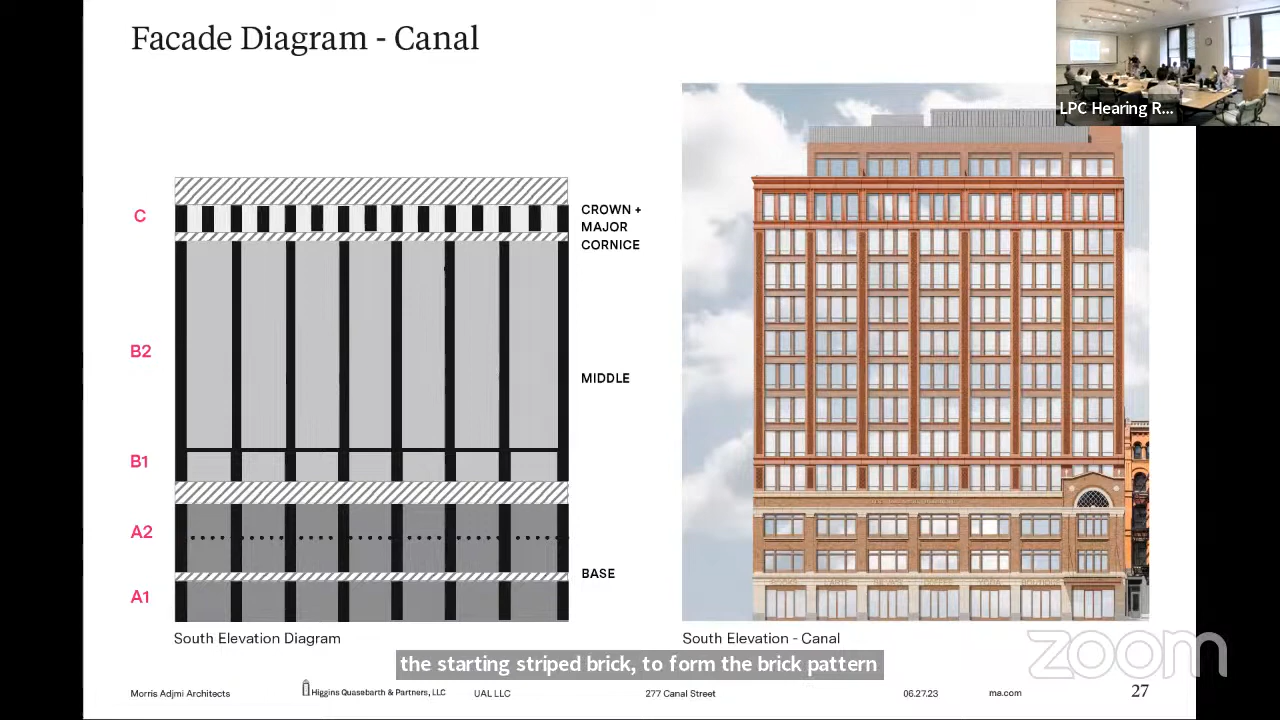 Facade Diagram - Canal
LPC Hearing R...
C
CROWN +
MAJOR
CORNICE
B2
MIDDLE
B1
A2
BASE
A1
South Elevation Diagram
South Elevation - Canal
zoom
the starting striped brick, to form the brick pattern
Morris Adjmi Architects
Higgins Quasebarth & Partners, LLC
UAL LLC
277 Canal Street
06.27.23
ma.com
27